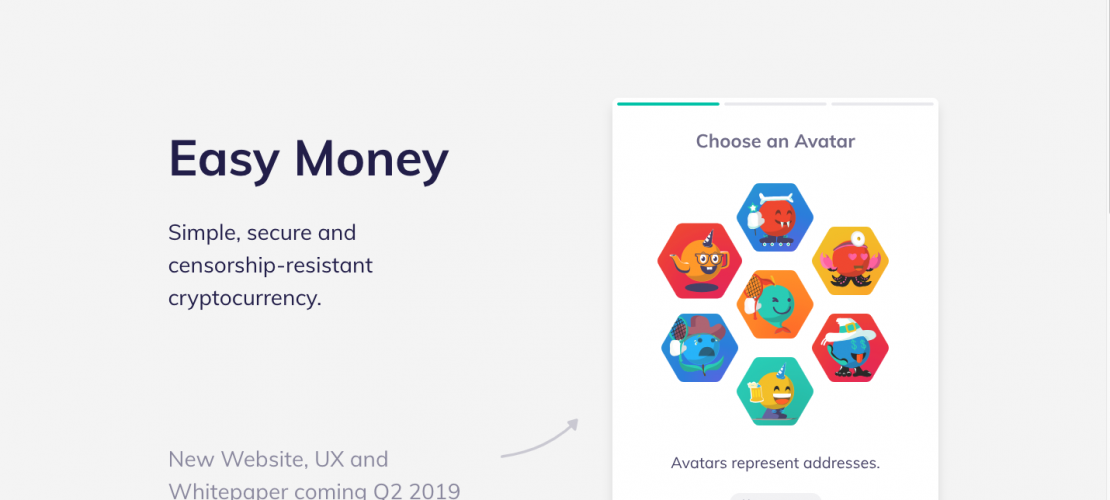 Easy Money
Simple, secure and
censorship-resistant
cryptocurrency.
New Website, UX and
Whitepaper coming Q2 2019
Choose an Avatar
Avatars represent addresses.